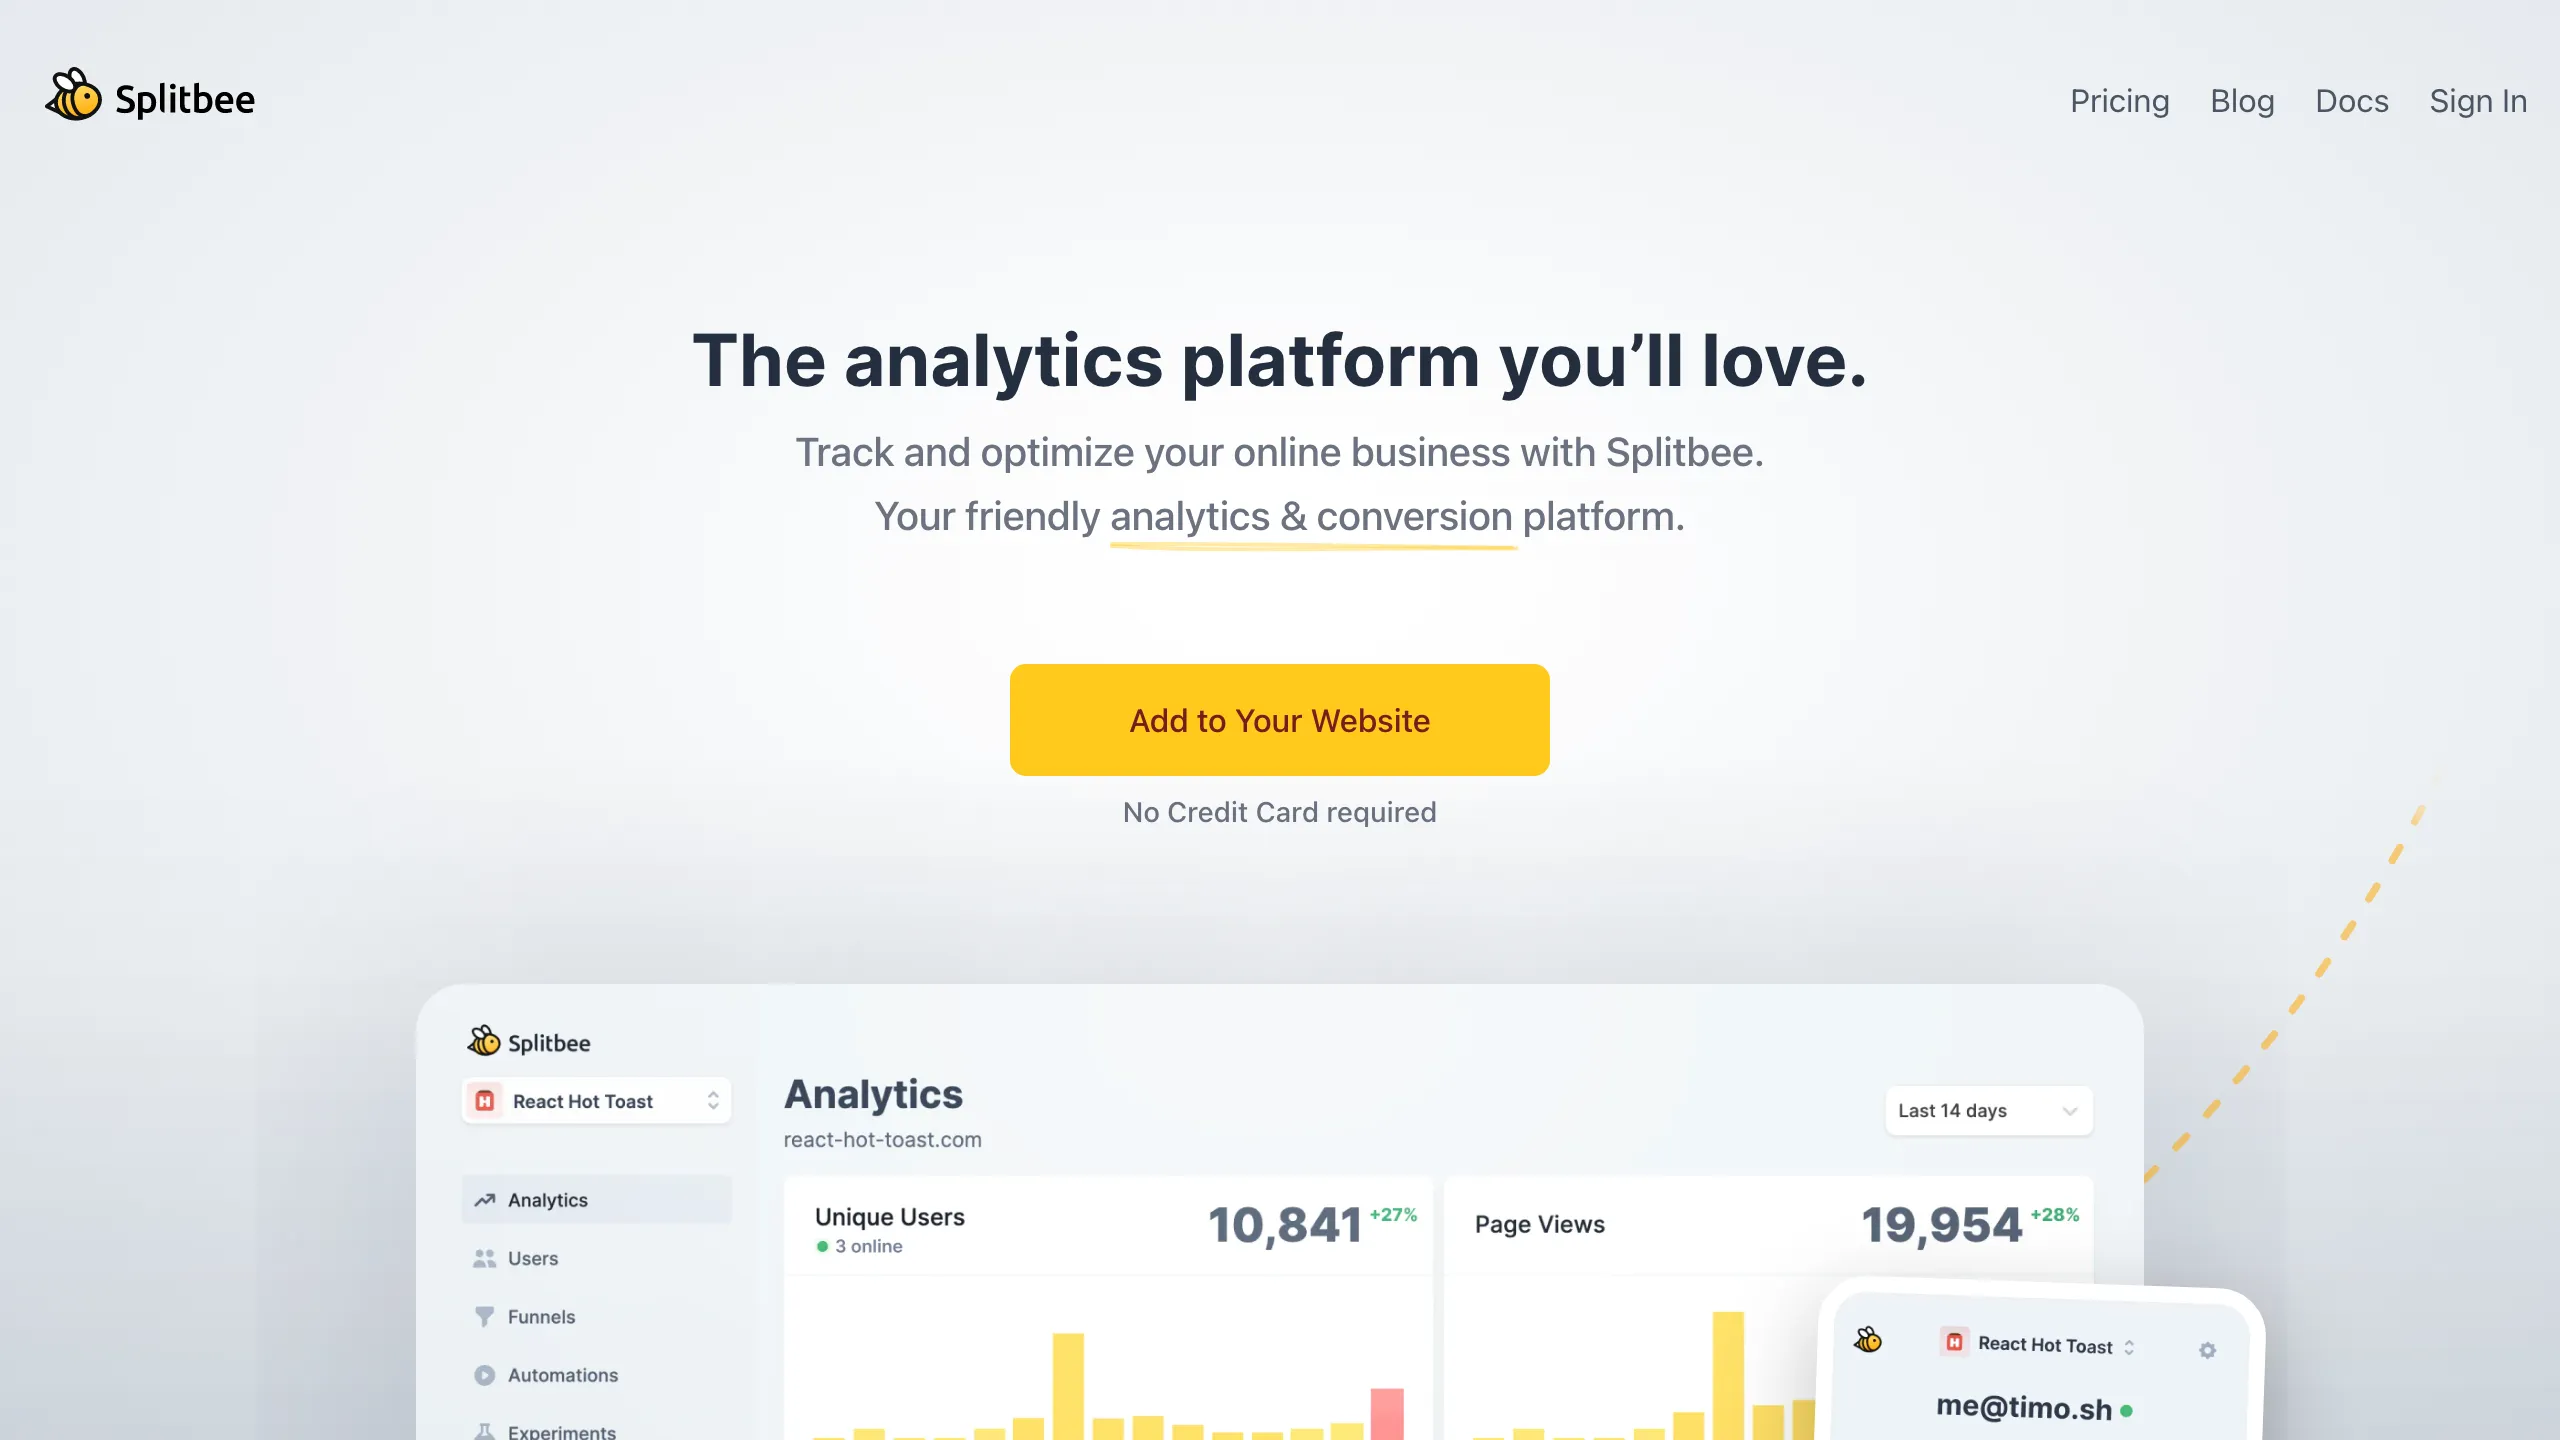 Splitbee
Pricing
Blog
Docs
Sign In
The analytics platform you’ll love.
Track and optimize your online business with Splitbee.
Your friendly analytics & conversion platform.
Add to Your Website
No Credit Card required
Splitbee
React Hot Toast
Analytics
Users
Funnels
Automations
Experiments
Analytics
react-hot-toast.com
Last 14 days
Unique Users
3 online
10,841 +27%
Page Views
19,954 +28%
React Hot Toast
me@timo.sh